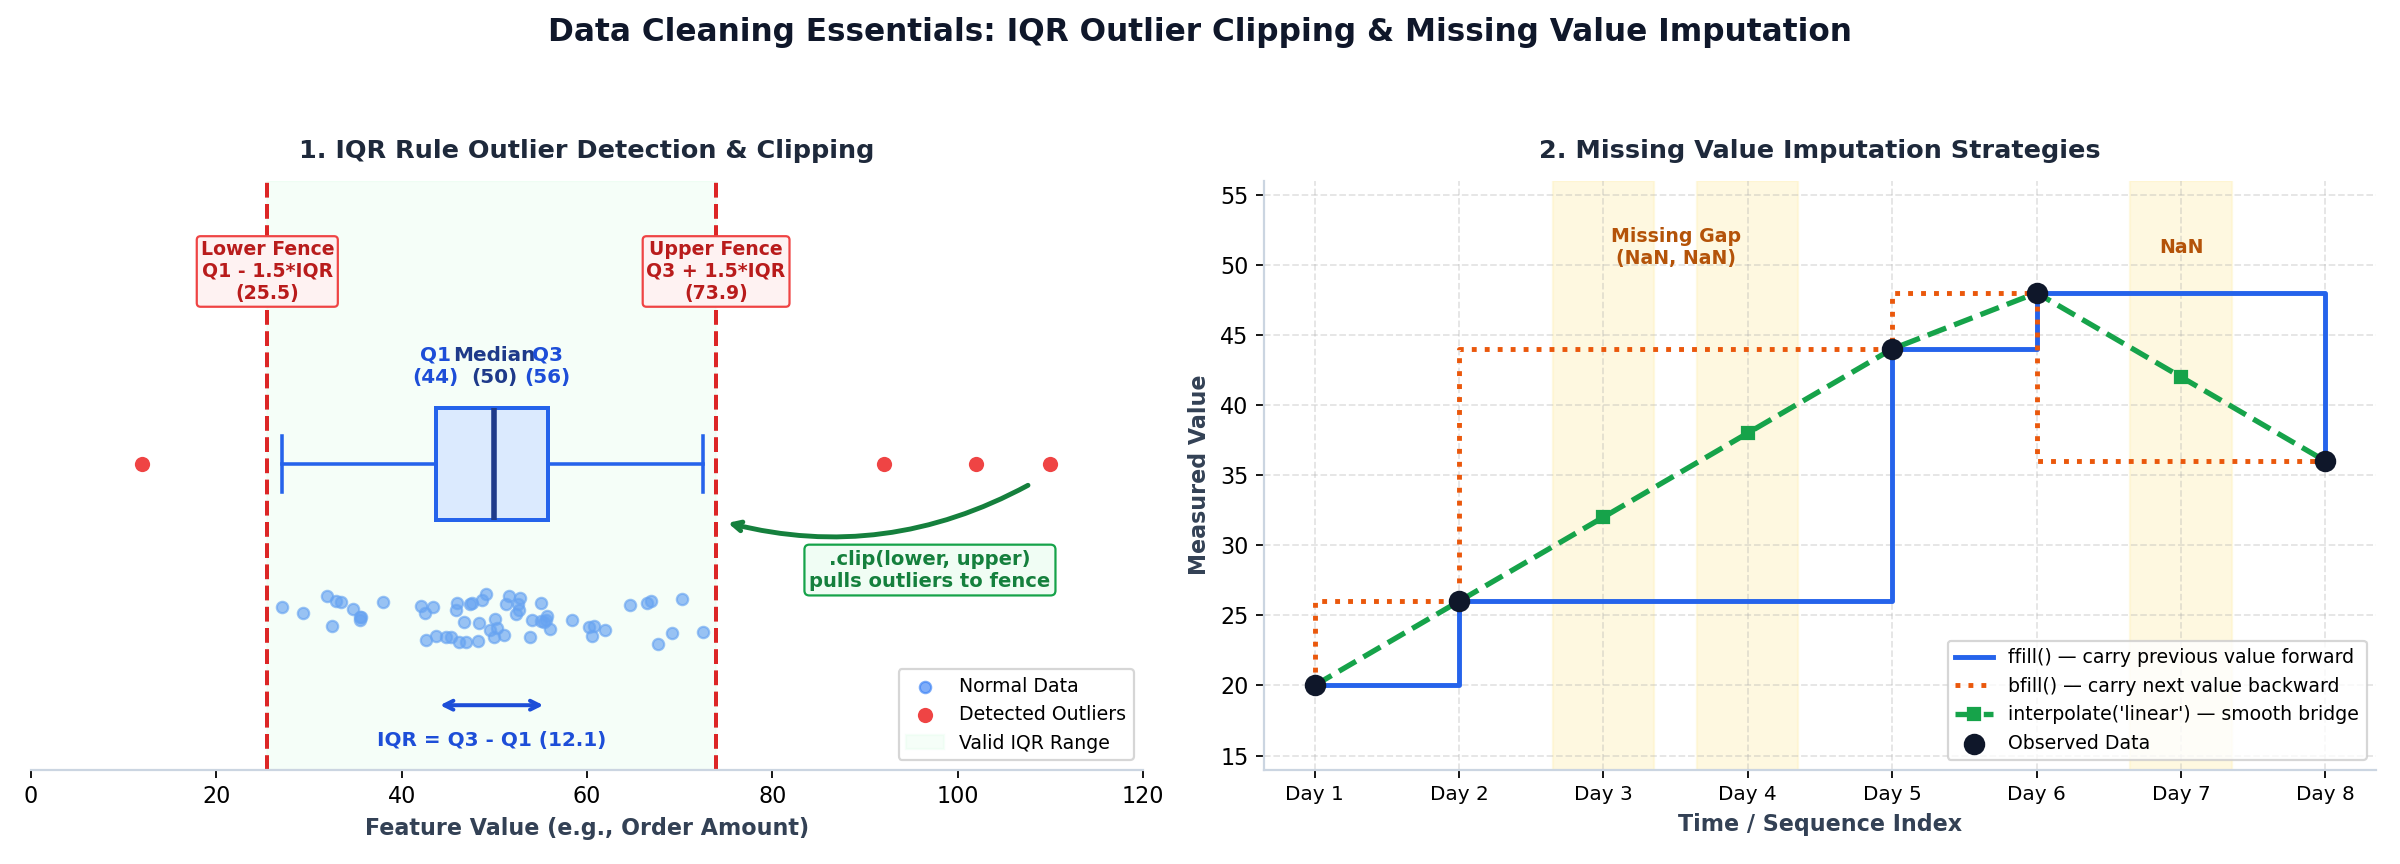 Data Cleaning Essentials: IQR Outlier Clipping & Missing Value Imputation
1. IQR Rule Outlier Detection & Clipping
Lower Fence
Q1 - 1.5*IQR
(25.5)
Upper Fence
Q3 + 1.5*IQR
(73.9)
Q1 Median Q3
(44) (50) (56)
.clip(lower, upper)
pulls outliers to fence
IQR = Q3 - Q1 (12.1)
Normal Data
Detected Outliers
Valid IQR Range
0 20 40 60 80 100 120
Feature Value (e.g., Order Amount)
2. Missing Value Imputation Strategies
Measured Value
55
50
45
40
35
30
25
20
15
Missing Gap
(NaN, NaN)
NaN
ffill() — carry previous value forward
bfill() — carry next value backward
interpolate('linear') — smooth bridge
Observed Data
Day 1 Day 2 Day 3 Day 4 Day 5 Day 6 Day 7 Day 8
Time / Sequence Index